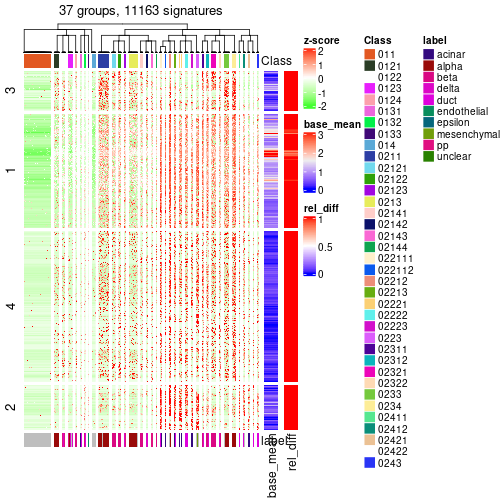 37 groups, 11163 signatures
Class
3
1
4
2
label
base_mean
rel_diff
z-score
2
1
0
-1
-2
base_mean
3
2
1
0
rel_diff
1
0.5
0
Class
011
0121
0122
0123
0124
0131
0132
0133
014
0211
02121
02122
02123
0213
02141
02142
02143
02144
022111
022112
02212
02213
02221
02222
02223
0223
02311
02312
02321
02322
0233
0234
02411
02412
02421
02422
0243
label
acinar
alpha
beta
delta
duct
endothelial
epsilon
mesenchymal
pp
unclear